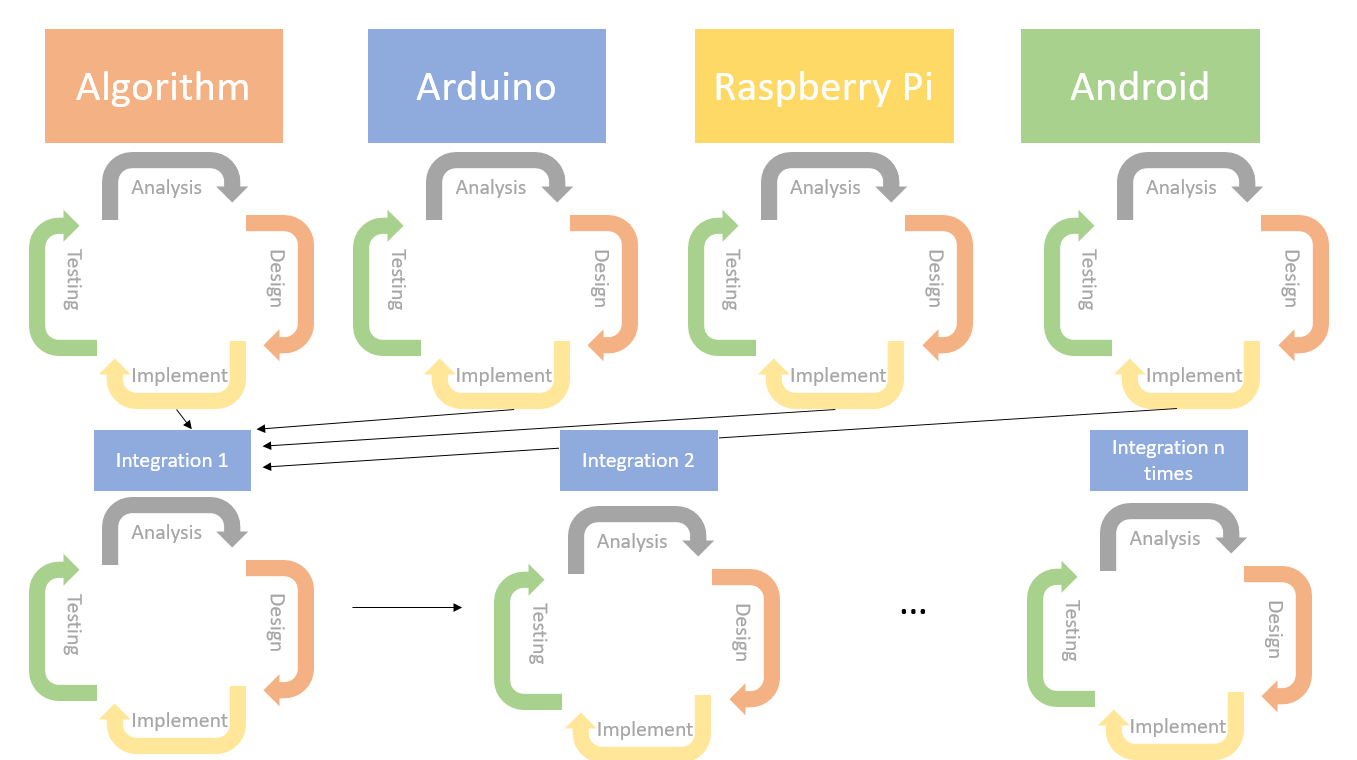 Algorithm
Arduino
Raspberry Pi
Android
Analysis
Design
Implement
Testing
Analysis
Design
Implement
Testing
Analysis
Design
Implement
Testing
Analysis
Design
Implement
Testing
Integration 1
Integration 2
Integration n
times
Analysis
Design
Implement
Testing
Analysis
Design
Implement
Testing
...
Analysis
Design
Implement
Testing